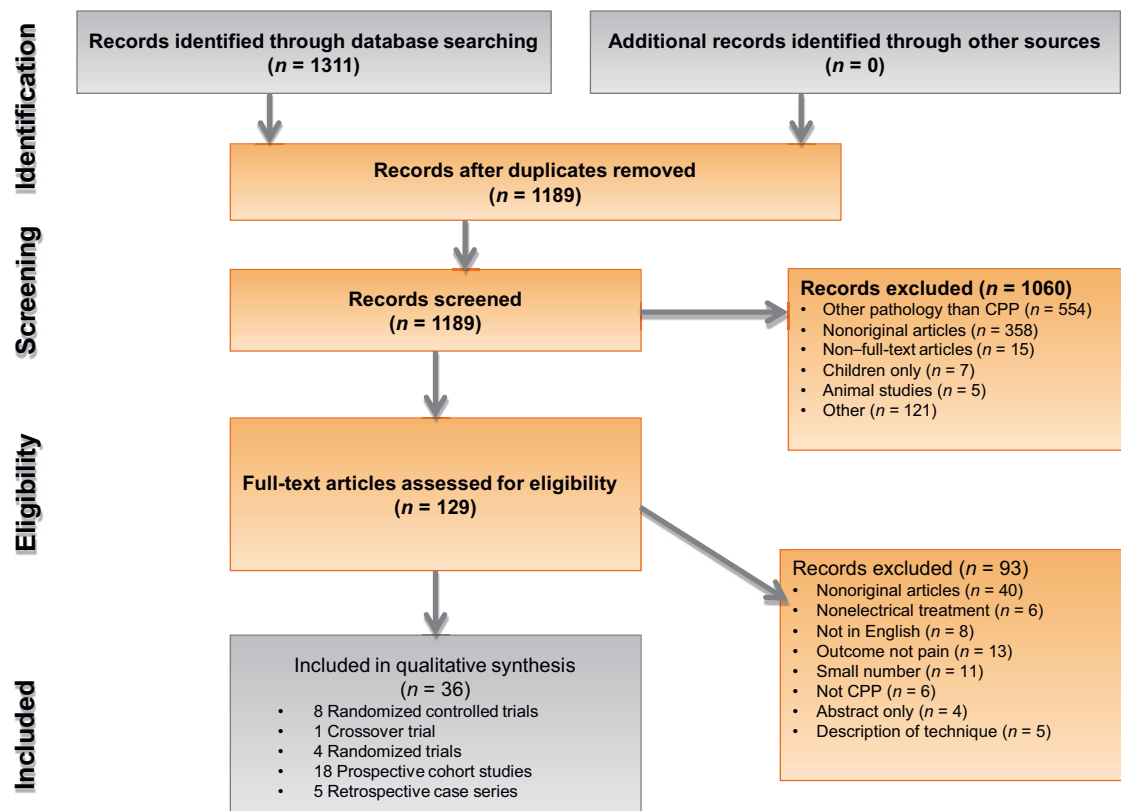 Identification
Records identified through database searching
(n = 1311)
Additional records identified through other sources
(n = 0)
Records after duplicates removed
(n = 1189)
Screening
Records screened
(n = 1189)
Records excluded (n = 1060)
• Other pathology than CPP (n = 554)
• Nonoriginal articles (n = 358)
• Non–full-text articles (n = 15)
• Children only (n = 7)
• Animal studies (n = 5)
• Other (n = 121)
Eligibility
Full-text articles assessed for eligibility
(n = 129)
Records excluded (n = 93)
• Nonoriginal articles (n = 40)
• Nonelectrical treatment (n = 6)
• Not in English (n = 8)
• Outcome not pain (n = 13)
• Small number (n = 11)
• Not CPP (n = 6)
• Abstract only (n = 4)
• Description of technique (n = 5)
Included
Included in qualitative synthesis
(n = 36)
• 8 Randomized controlled trials
• 1 Crossover trial
• 4 Randomized trials
• 18 Prospective cohort studies
• 5 Retrospective case series